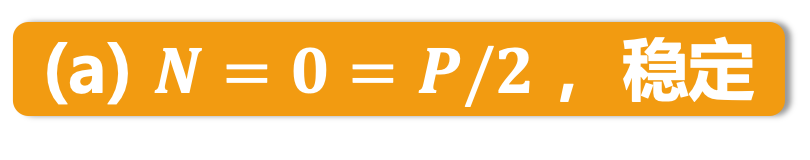 (a) N = 0 = P/2 ，稳定